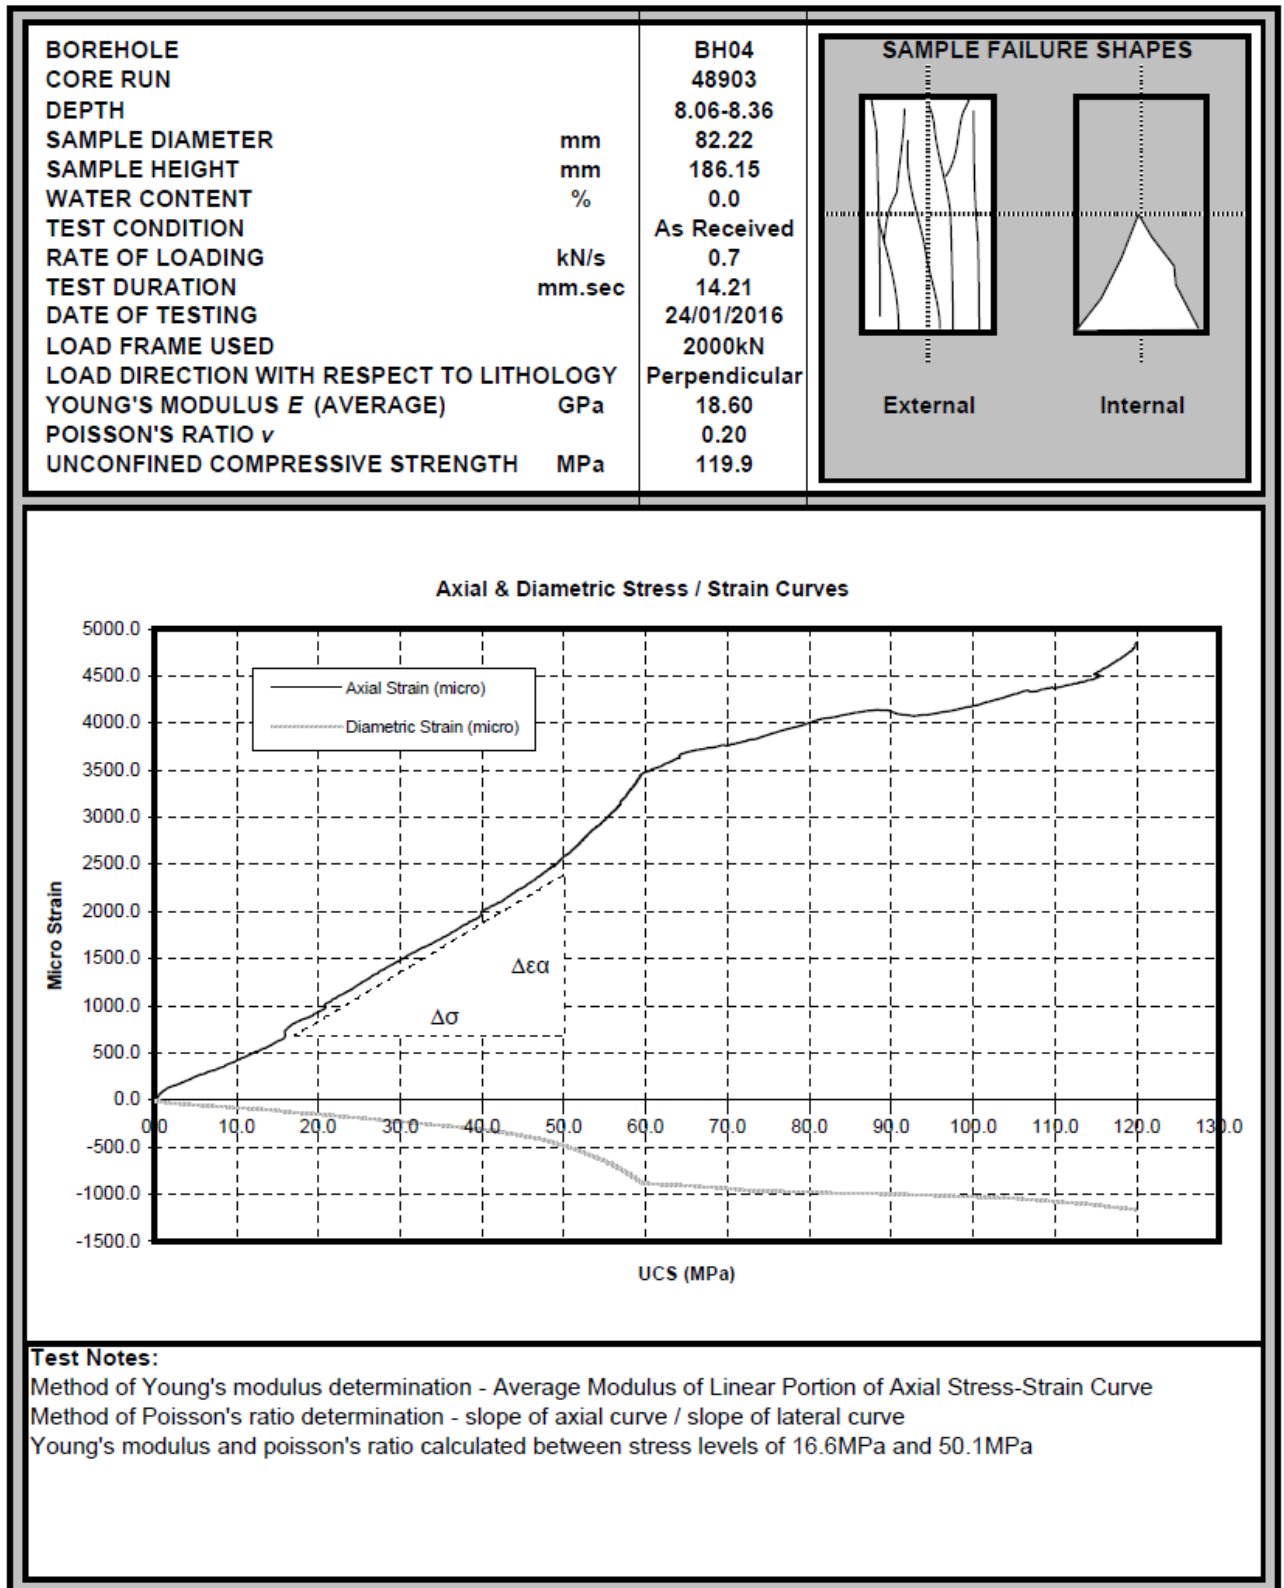 BOREHOLE BH04
CORE RUN 48903
DEPTH 8.06-8.36
SAMPLE DIAMETER mm 82.22
SAMPLE HEIGHT mm 186.15
WATER CONTENT % 0.0
TEST CONDITION As Received
RATE OF LOADING kN/s 0.7
TEST DURATION mm.sec 14.21
DATE OF TESTING 24/01/2016
LOAD FRAME USED 2000kN
LOAD DIRECTION WITH RESPECT TO LITHOLOGY Perpendicular
YOUNG'S MODULUS E (AVERAGE) GPa 18.60
POISSON'S RATIO v 0.20
UNCONFINED COMPRESSIVE STRENGTH MPa 119.9
SAMPLE FAILURE SHAPES
External Internal
Axial & Diametric Stress / Strain Curves
5000.0
4500.0
4000.0
3500.0
3000.0
2500.0
2000.0
1500.0
1000.0
500.0
0.0
-500.0
-1000.0
-1500.0
Micro Strain
Axial Strain (micro)
Diametric Strain (micro)
Δεα
Δσ
0.0 10.0 20.0 30.0 40.0 50.0 60.0 70.0 80.0 90.0 100.0 110.0 120.0 130.0
UCS (MPa)
Test Notes:
Method of Young's modulus determination - Average Modulus of Linear Portion of Axial Stress-Strain Curve
Method of Poisson's ratio determination - slope of axial curve / slope of lateral curve
Young's modulus and poisson's ratio calculated between stress levels of 16.6MPa and 50.1MPa